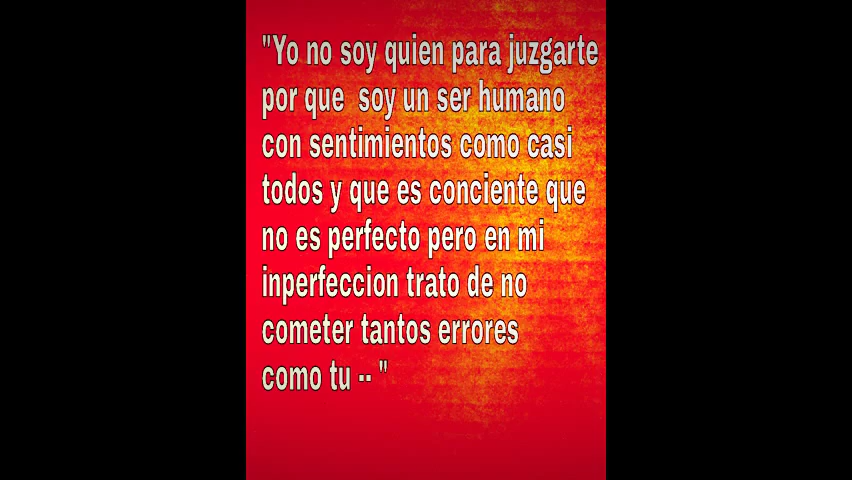 "Yo no soy quien para juzgarte
por que soy un ser humano
con sentimientos como casi
todos y que es conciente que
no es perfecto pero en mi
inperfeccion trato de no
cometer tantos errores
como tu -- "